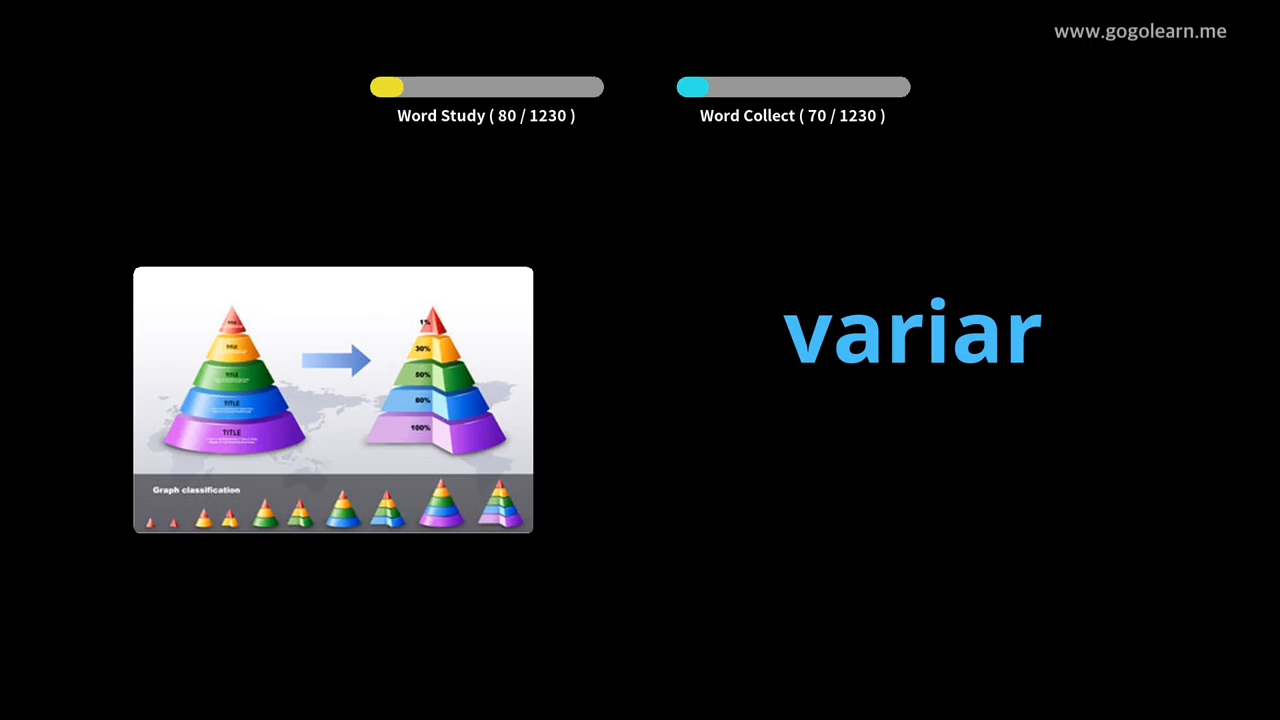 www.gogolearn.me
Word Study ( 80 / 1230 )
Word Collect ( 70 / 1230 )
variar
TITLE
TITLE
TITLE
TITLE
1%
30%
50%
80%
100%
Graph classification